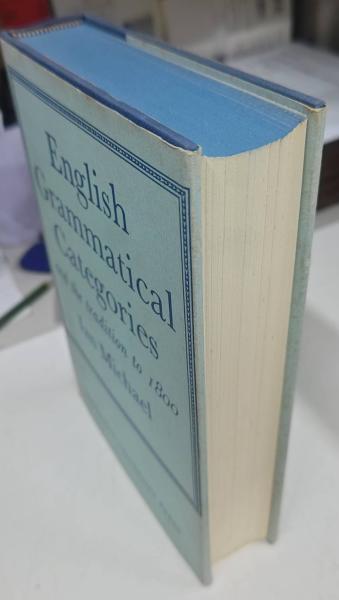 English
Grammatical
Categories
and the tradition to 1800
Ian Michael